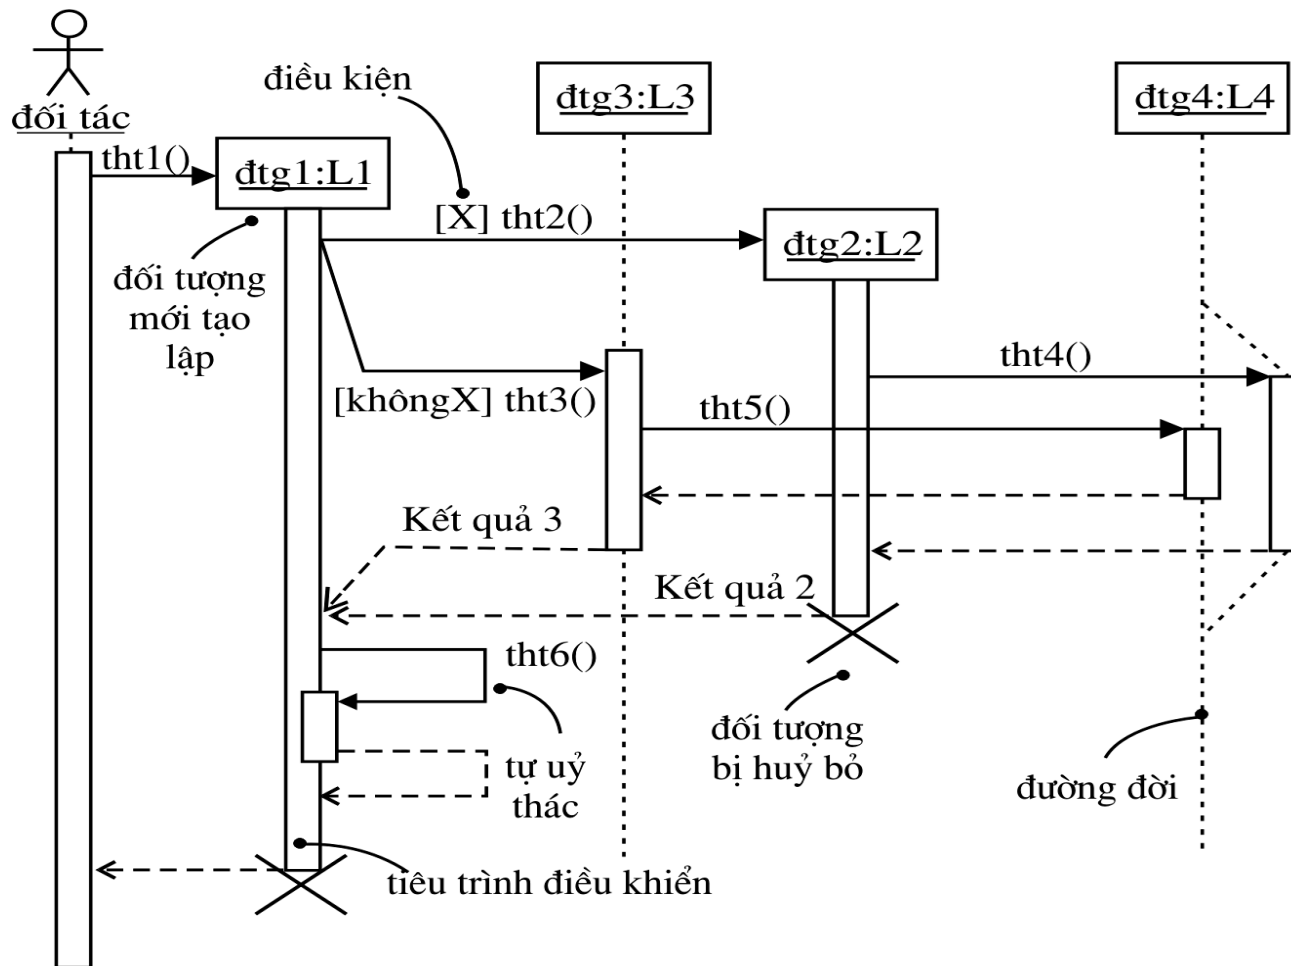 điều kiện
đtg3:L3
đtg4:L4
đối tác
tht1()
đtg1:L1
[X] tht2()
đtg2:L2
đối tượng
mới tạo
lập
tht4()
[khôngX] tht3()
tht5()
Kết quả 3
Kết quả 2
tht6()
đối tượng
bị huỷ bỏ
tự uỷ
thác
đường đời
tiêu trình điều khiển